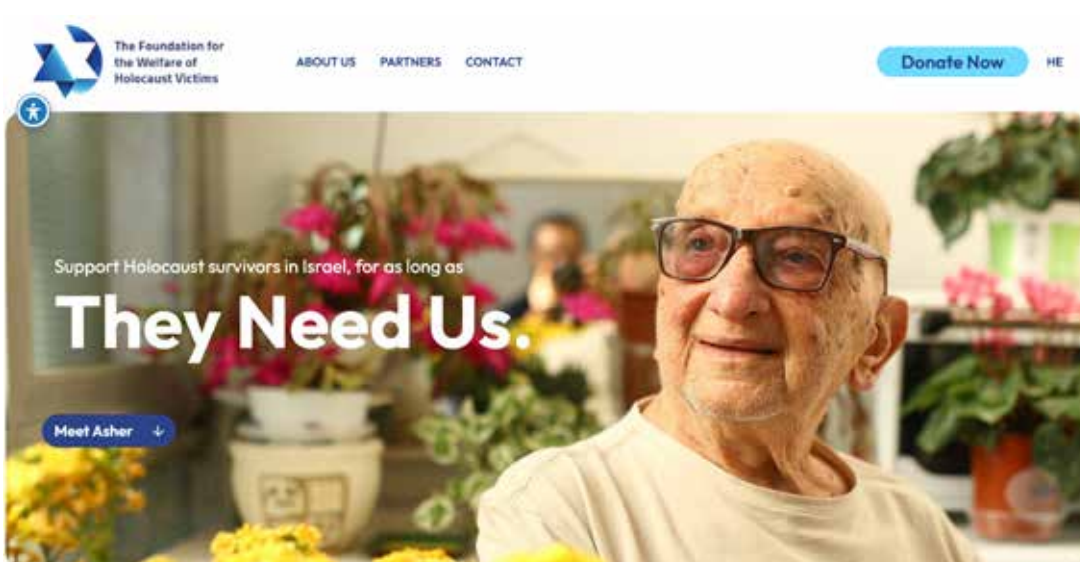 The Foundation for
the Welfare of
Holocaust Victims
ABOUT US
PARTNERS
CONTACT
Donate Now
HE
Support Holocaust survivors in Israel, for as long as
They Need Us.
Meet Asher ↓